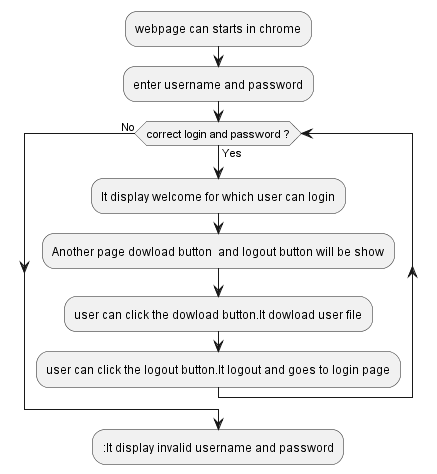 webpage can starts in chrome
enter username and password
No
correct login and password ?
Yes
It display welcome for which user can login
Another page dowload button  and logout button will be show
user can click the dowload button.It dowload user file
user can click the logout button.It logout and goes to login page
:It display invalid username and password